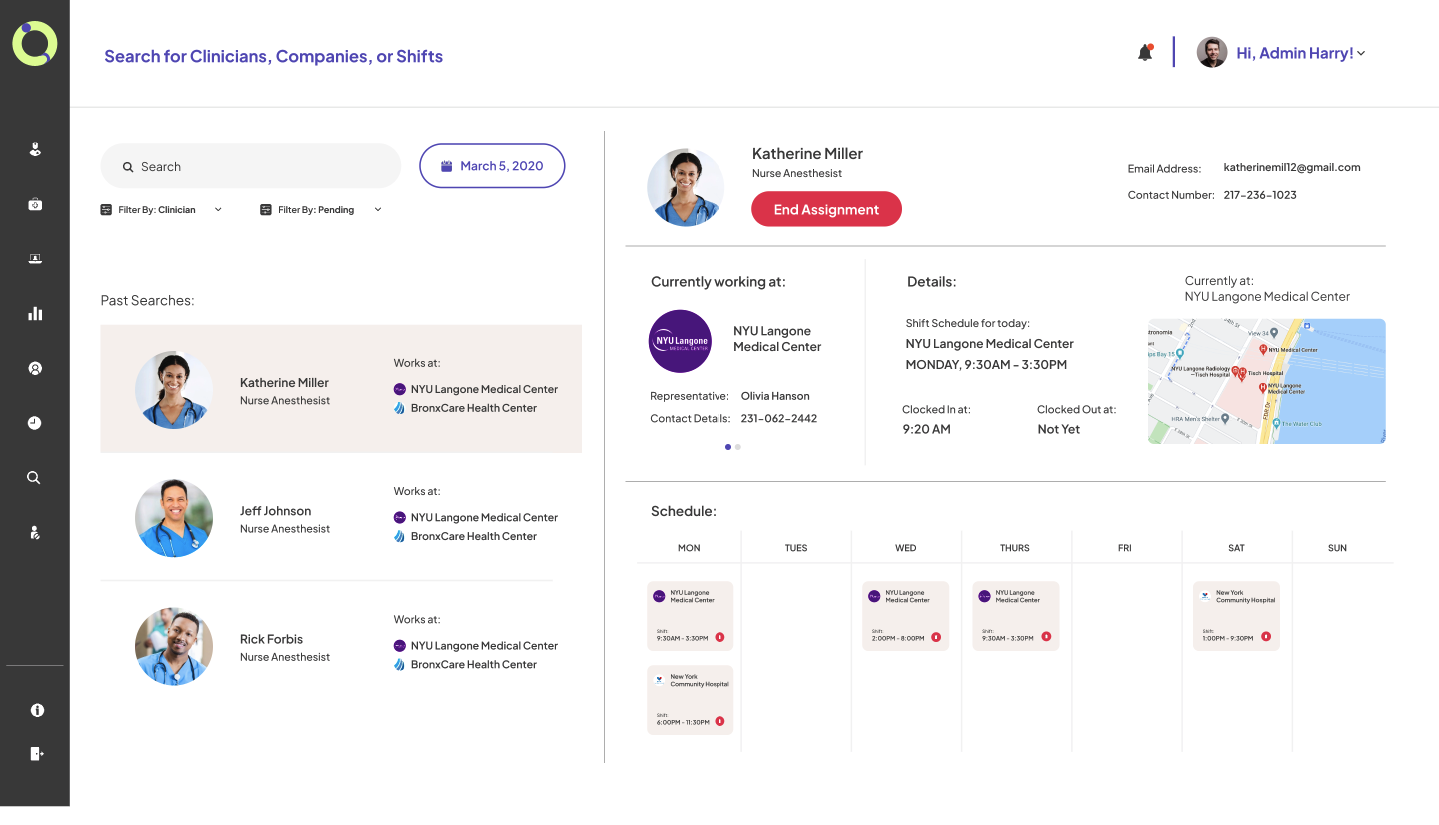 Search for Clinicians, Companies, or Shifts
Hi, Admin Harry!
Search
March 5, 2020
Filter By: Clinician
Filter By: Pending
Past Searches:
Katherine Miller
Nurse Anesthesist
Works at:
NYU Langone Medical Center
BronxCare Health Center
Jeff Johnson
Nurse Anesthesist
Works at:
NYU Langone Medical Center
BronxCare Health Center
Rick Forbis
Nurse Anesthesist
Works at:
NYU Langone Medical Center
BronxCare Health Center
Katherine Miller
Nurse Anesthesist
End Assignment
Email Address: katherinemil12@gmail.com
Contact Number: 217-236-1023
Currently working at:
NYU Langone
MEDICAL CENTER
NYU Langone
Medical Center
Representative: Olivia Hanson
Contact Details: 231-062-2442
Details:
Shift Schedule for today:
NYU Langone Medical Center
MONDAY, 9:30AM - 3:30PM
Clocked In at:
9:20 AM
Clocked Out at:
Not Yet
Currently at:
NYU Langone Medical Center
tronomia
View 34
Pipe Bay 15
NYU Medical Center
NYU Langone Radiology
—Tisch Hospital
Tisch Hospital
NYU Langone
Medical Center
HRA Men's Shelter
FDR Dr
The Water Club
Schedule:
MON TUES WED THURS FRI SAT SUN
NYU Langone
Medical Center
Shift:
9:30AM - 3:30PM
New York
Community Hospital
Shift:
6:00PM - 11:30PM
NYU Langone
Medical Center
Shift:
2:00PM - 8:00PM
NYU Langone
Medical Center
Shift:
9:30AM - 3:30PM
New York
Community Hospital
Shift:
1:00PM - 9:30PM